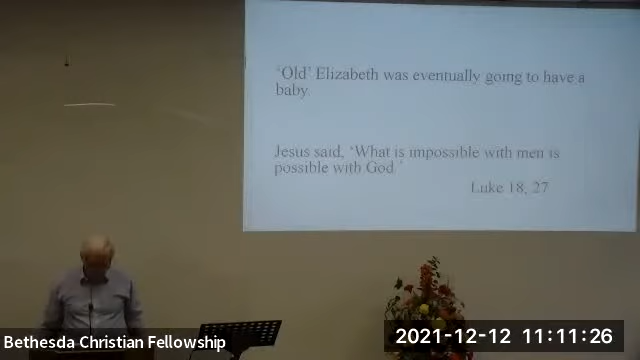 ‘Old’ Elizabeth was eventually going to have a
baby.
Jesus said, ‘What is impossible with men is
possible with God.’
Luke 18, 27
Bethesda Christian Fellowship
2021-12-12 11:11:26